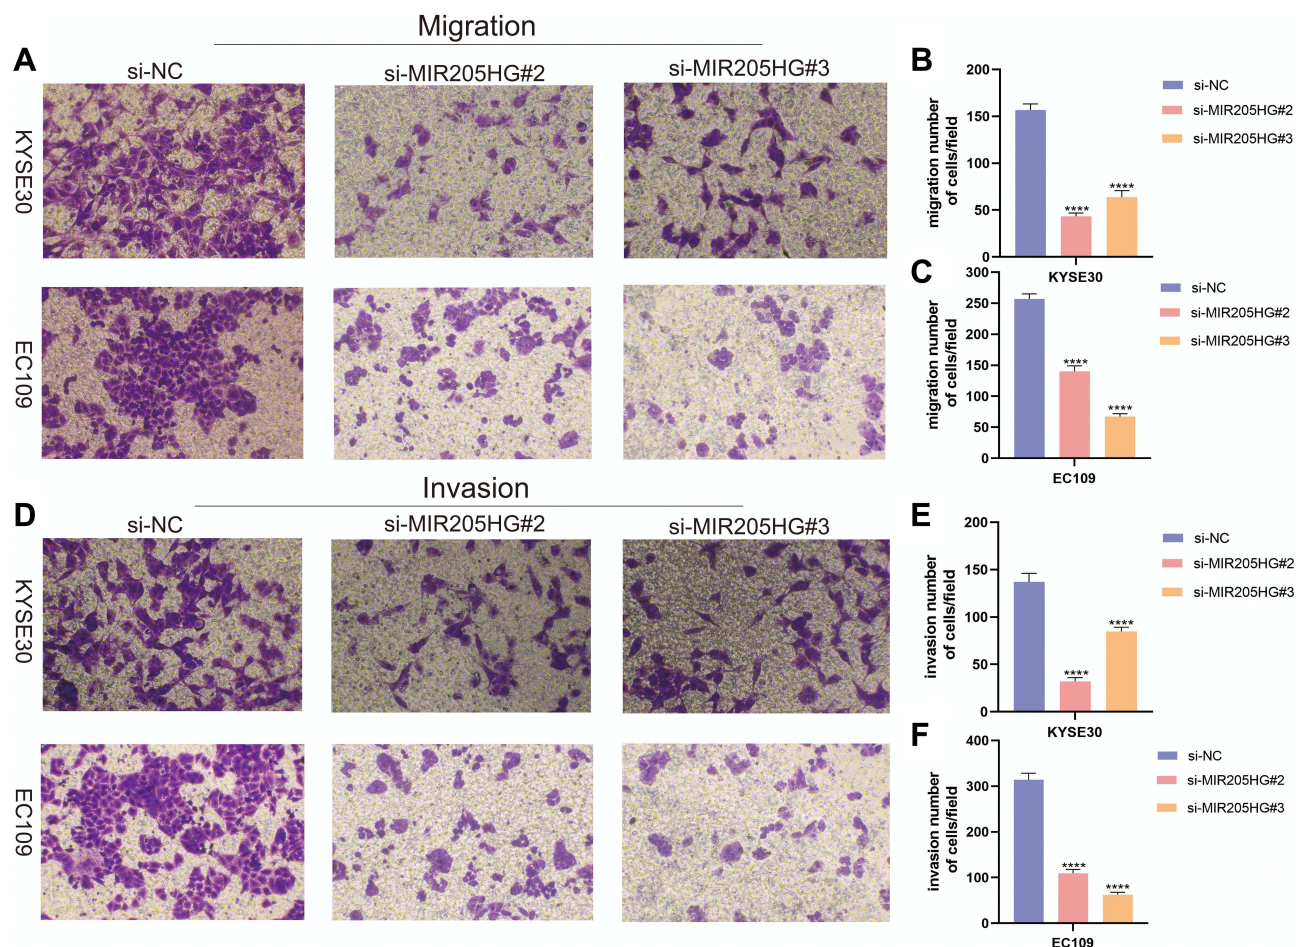 Migration
A
si-NC
si-MIR205HG#2
si-MIR205HG#3
KYSE30
EC109
B
200
150
100
50
0
migration number
of cells/field
****
****
KYSE30
si-NC
si-MIR205HG#2
si-MIR205HG#3
C
300
250
200
150
100
50
0
migration number
of cells/field
****
****
EC109
si-NC
si-MIR205HG#2
si-MIR205HG#3
Invasion
D
si-NC
si-MIR205HG#2
si-MIR205HG#3
KYSE30
EC109
E
200
150
100
50
0
invasion number
of cells/field
****
****
KYSE30
si-NC
si-MIR205HG#2
si-MIR205HG#3
F
400
300
200
100
0
invasion number
of cells/field
****
****
EC109
si-NC
si-MIR205HG#2
si-MIR205HG#3